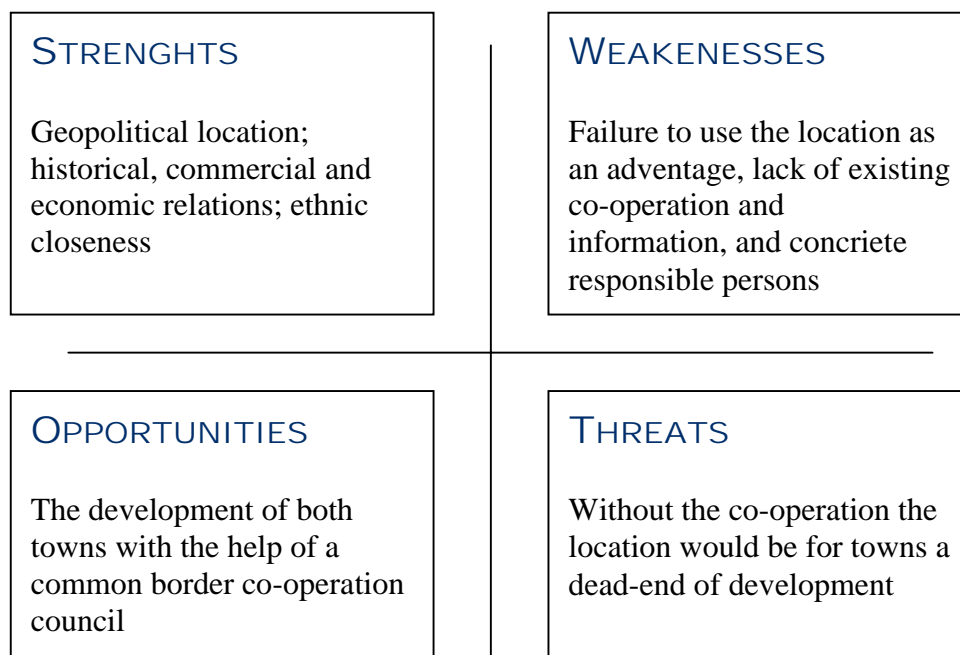 STRENGHTS
Geopolitical location;
historical, commercial and
economic relations; ethnic
closeness
WEAKENESSES
Failure to use the location as
an adventage, lack of existing
co-operation and
information, and concriete
responsible persons
OPPORTUNITIES
The development of both
towns with the help of a
common border co-operation
council
THREATS
Without the co-operation the
location would be for towns a
dead-end of development